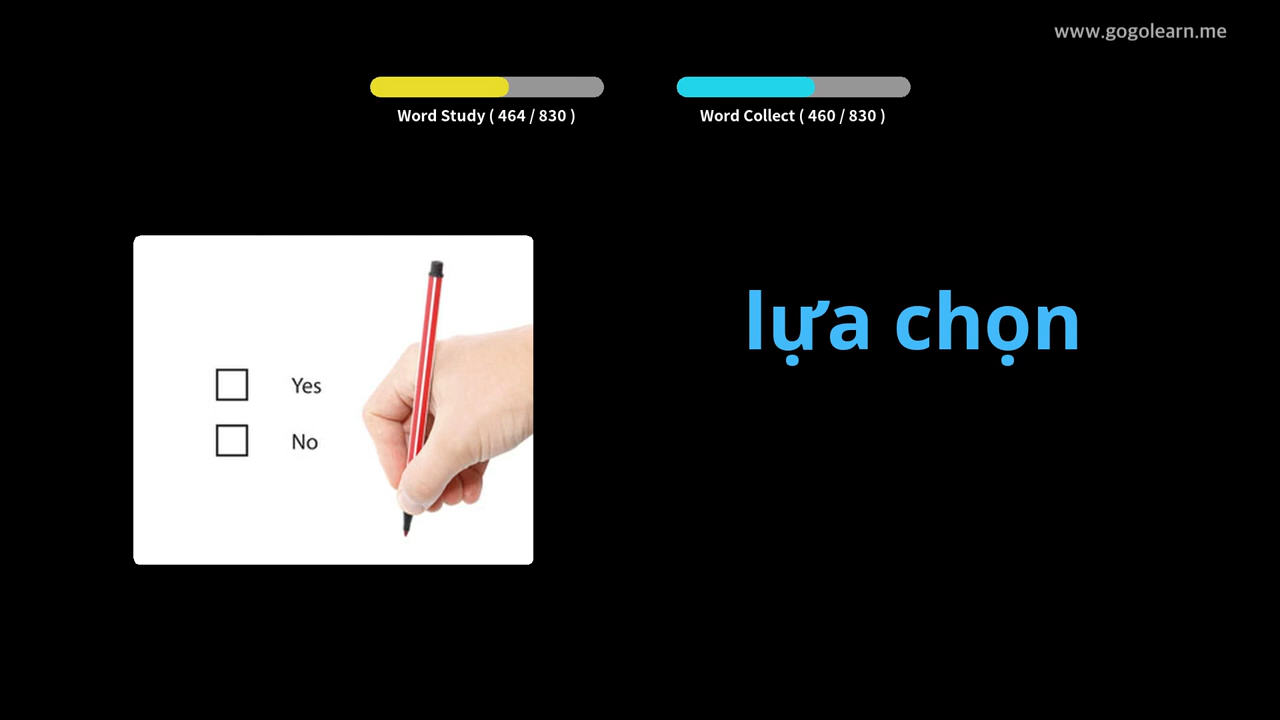 www.gogolearn.me
Word Study ( 464 / 830 )
Word Collect ( 460 / 830 )
lựa chọn
Yes
No